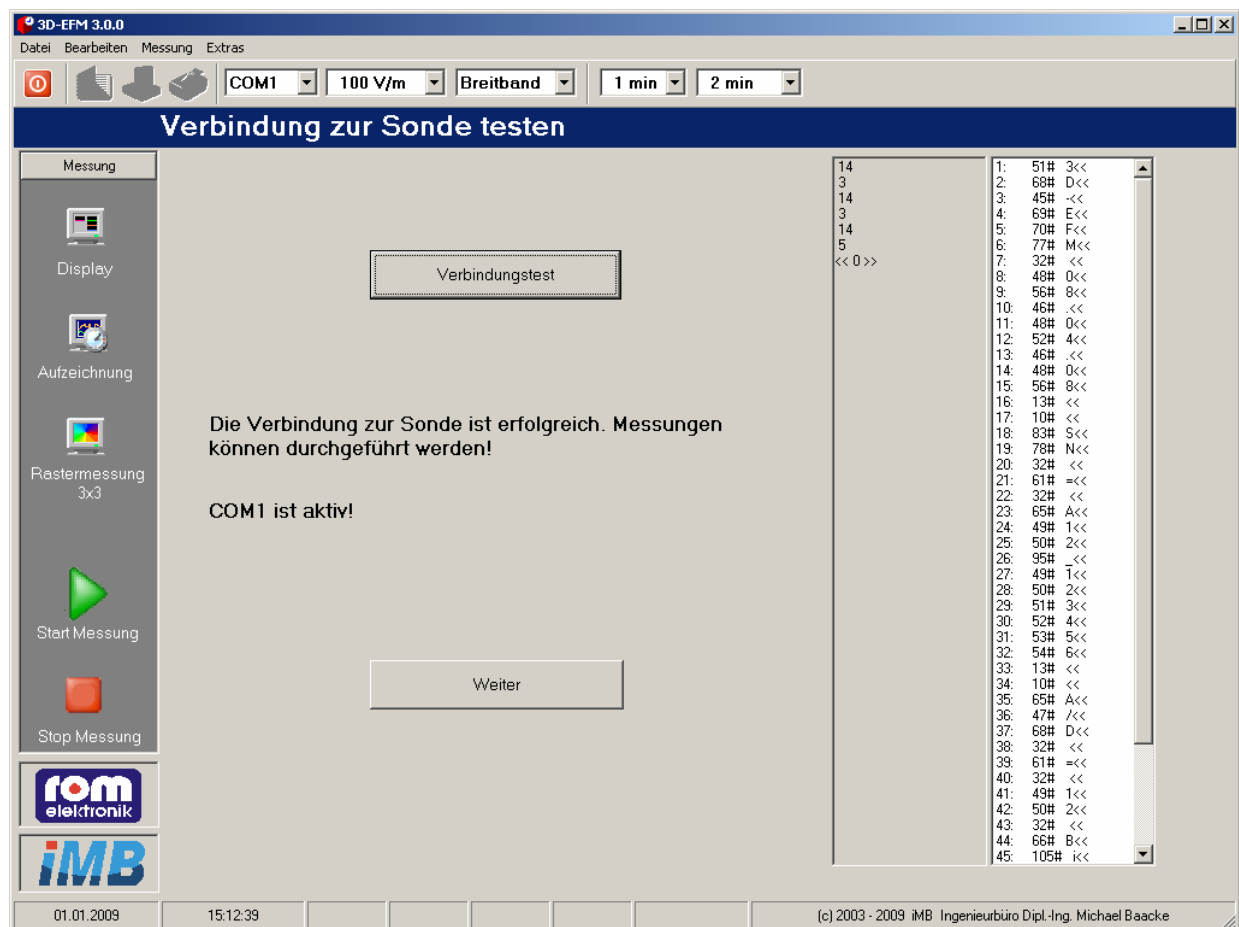 3D-EFM 3.0.0
Datei Bearbeiten Messung Extras
COM1 100 V/m Breitband 1 min 2 min
Verbindung zur Sonde testen
Messung
Display
Aufzeichnung
Rastermessung
3x3
Start Messung
Stop Messung
rom
elektronik
iMB
Verbindungstest
Die Verbindung zur Sonde ist erfolgreich. Messungen
können durchgeführt werden!
COM1 ist aktiv!
Weiter
14
3
14
3
14
5
<< 0 >>
1: 51# 3<<
2: 68# D<<
3: 45# -<<
4: 69# E<<
5: 70# F<<
6: 77# M<<
7: 32# <<
8: 48# 0<<
9: 56# 8<<
10: 46# .<<
11: 48# 0<<
12: 52# 4<<
13: 46# .<<
14: 48# 0<<
15: 56# 8<<
16: 13# <<
17: 10# <<
18: 83# S<<
19: 78# N<<
20: 32# <<
21: 61# =<<
22: 32# <<
23: 65# A<<
24: 49# 1<<
25: 50# 2<<
26: 95# _<<
27: 49# 1<<
28: 50# 2<<
29: 51# 3<<
30: 52# 4<<
31: 53# 5<<
32: 54# 6<<
33: 13# <<
34: 10# <<
35: 65# A<<
36: 47# /<<
37: 68# D<<
38: 32# <<
39: 61# =<<
40: 32# <<
41: 49# 1<<
42: 50# 2<<
43: 32# <<
44: 66# B<<
45: 105# i<<
01.01.2009 15:12:39 (c) 2003 - 2009 iMB Ingenieurbüro Dipl.-Ing. Michael Baacke